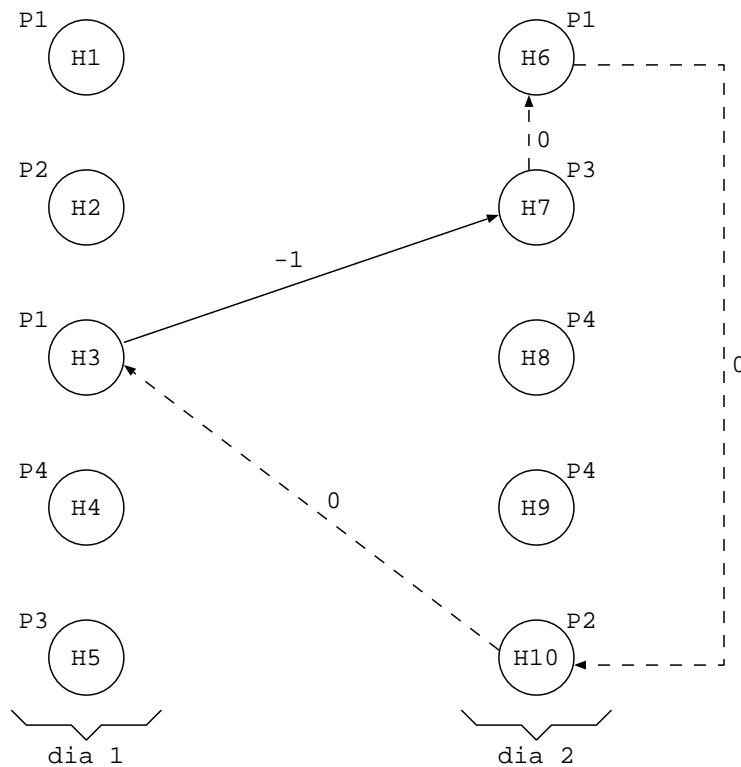 P1 P1
H1 H6
0
P2 P3
H2 H7
-1
P1 P4
H3 H8
0
P4 P4
0
H4 H9
P3 P2
H5 H10
dia 1 dia 2